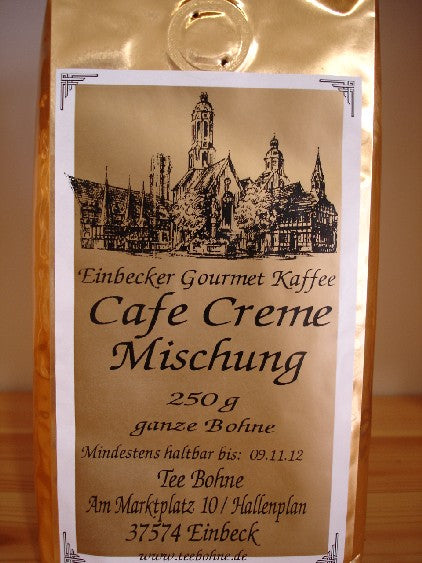 Einbecker Gourmet Kaffee
Cafe Creme
Mischung
250 g
ganze Bohne
Mindestens haltbar bis: 09.11.12
Tee Bohne
Am Marktplatz 10 / Hallenplan
37574 Einbeck
www.teebohne.de